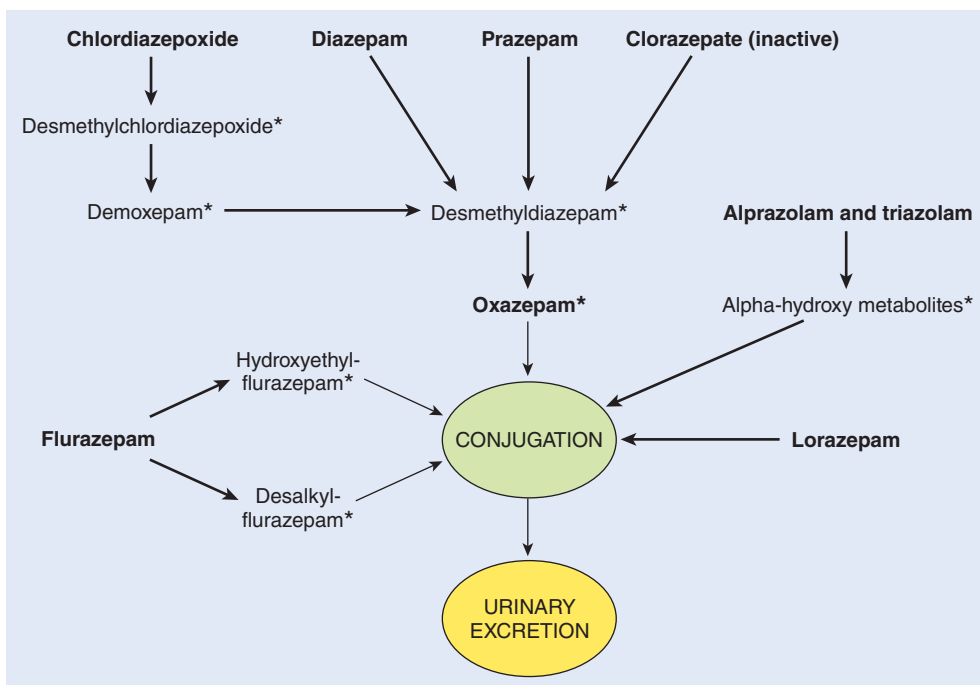 Chlordiazepoxide
Diazepam
Prazepam
Clorazepate (inactive)
Desmethylchlordiazepoxide*
Demoxepam*
Desmethyldiazepam*
Alprazolam and triazolam
Oxazepam*
Alpha-hydroxy metabolites*
Hydroxyethyl-
flurazepam*
Flurazepam
CONJUGATION
Lorazepam
Desalkyl-
flurazepam*
URINARY
EXCRETION